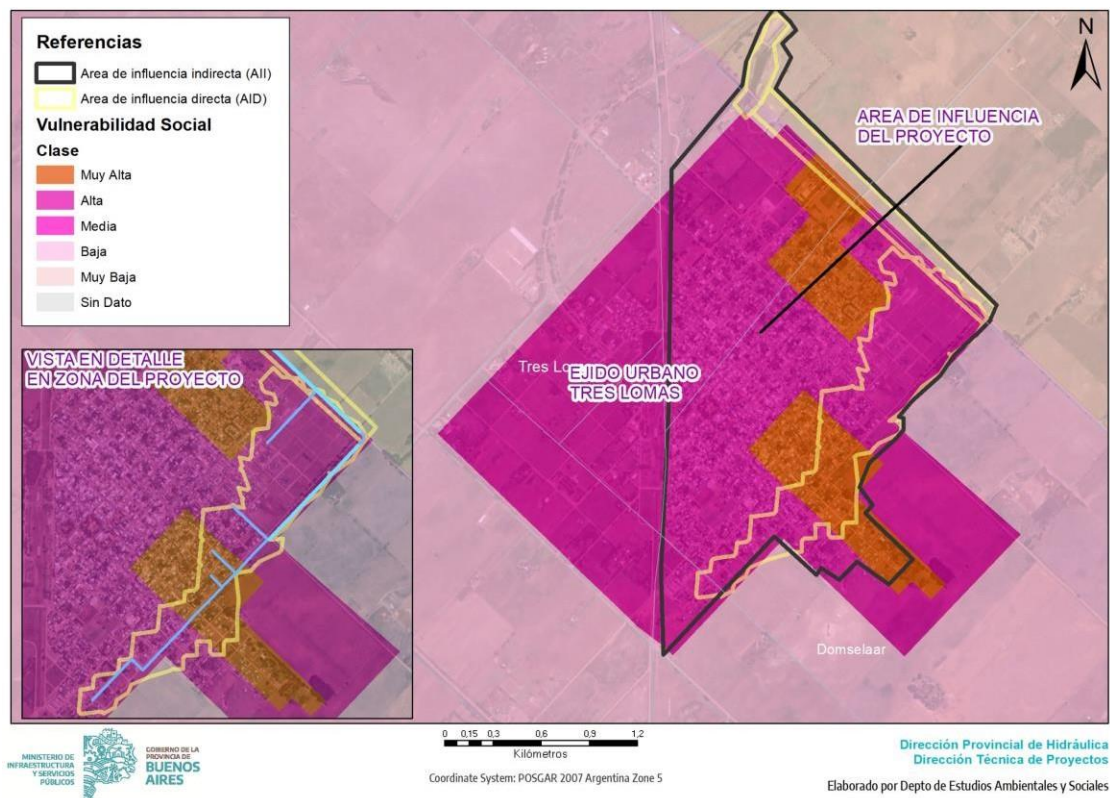 Referencias
Area de influencia indirecta (AII)
Area de influencia directa (AID)
Vulnerabilidad Social
Clase
Muy Alta
Alta
Media
Baja
Muy Baja
Sin Dato
N
AREA DE INFLUENCIA
DEL PROYECTO
VISTA EN DETALLE
EN ZONA DEL PROYECTO
Tres Lo
EJIDO URBANO
TRES LOMAS
Domselaar
MINISTERIO DE
INFRAESTRUCTURA
Y SERVICIOS
PÚBLICOS
GOBIERNO DE LA
PROVINCIA DE
BUENOS
AIRES
0 0,15 0,3 0,6 0,9 1,2
Kilómetros
Coordinate System: POSGAR 2007 Argentina Zone 5
Dirección Provincial de Hidráulica
Dirección Técnica de Proyectos
Elaborado por Depto de Estudios Ambientales y Sociales